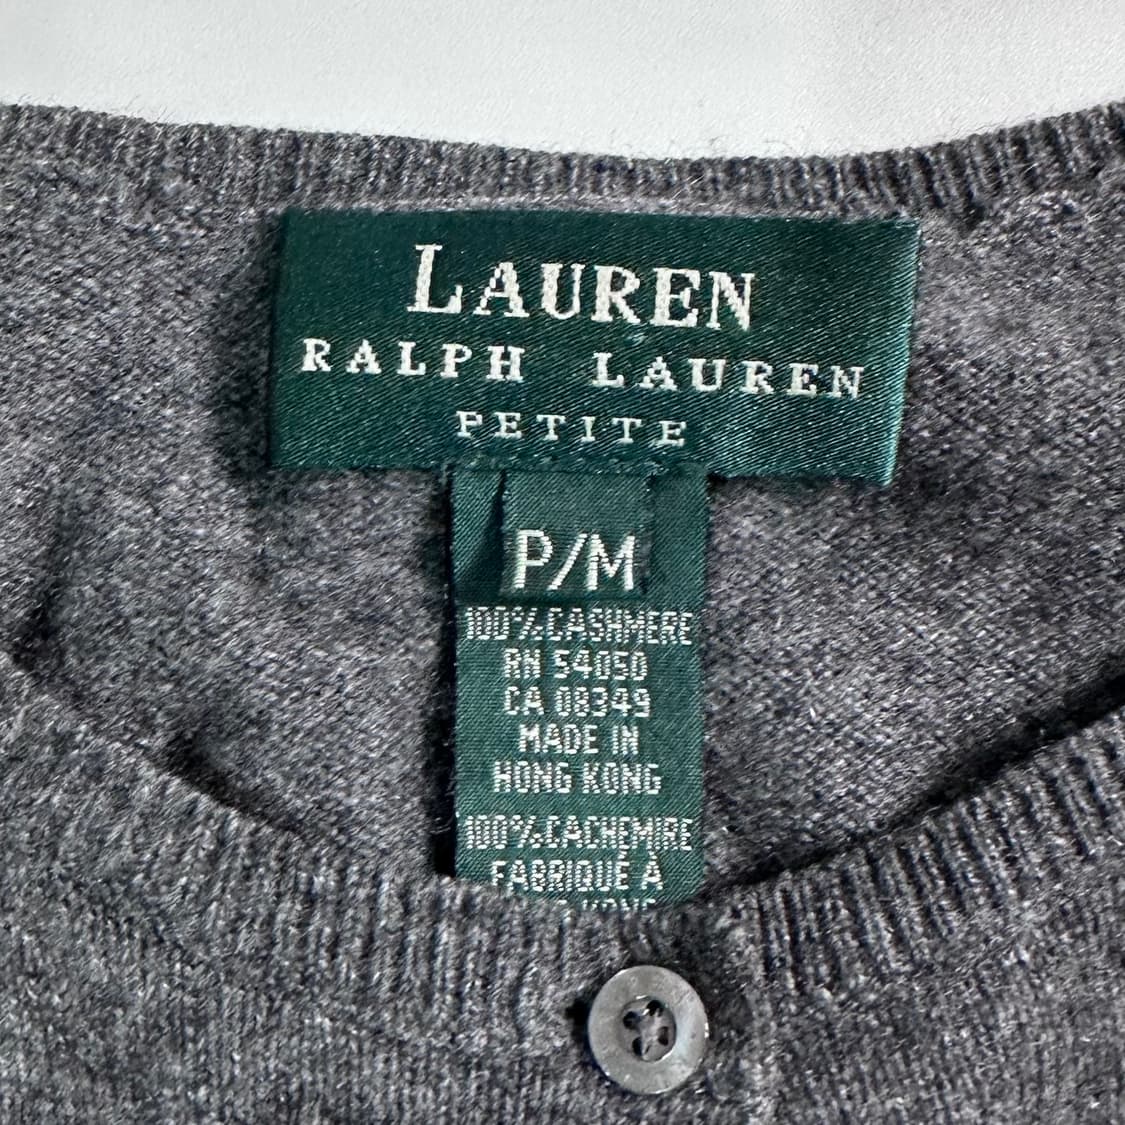 LAUREN
RALPH LAUREN
PETITE
P/M
100% CASHMERE
RN 54050
CA 08349
MADE IN
HONG KONG
100% CACHEMIRE
FABRIQUÉ À